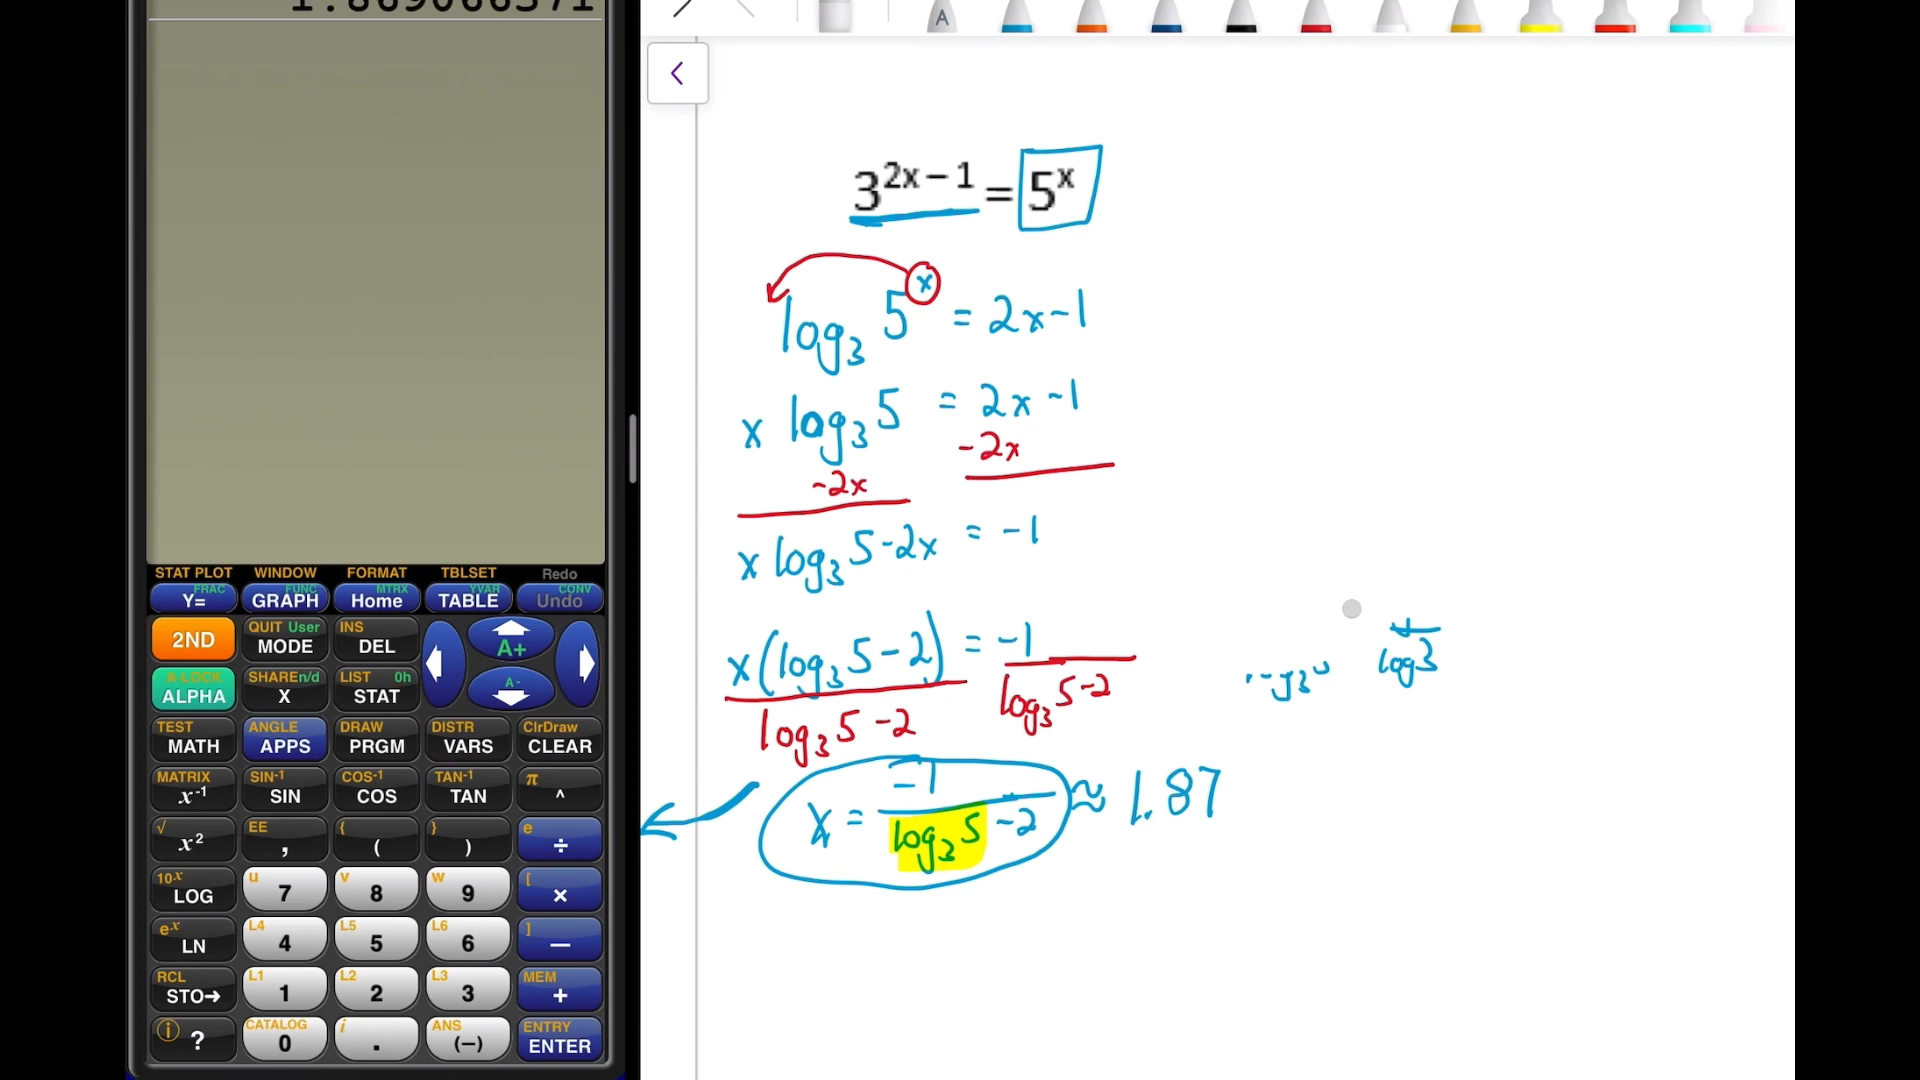 STAT PLOT WINDOW FORMAT TBLSET Redo
FRAC FUNC MTRX YVAR CONV
Y= GRAPH Home TABLE Undo
QUIT User INS
2ND MODE DEL A+
A-LOCK SHARE n/d LIST 0h A-
ALPHA X STAT
TEST ANGLE DRAW DISTR ClrDraw
MATH APPS PRGM VARS CLEAR
MATRIX SIN⁻¹ COS⁻¹ TAN⁻¹ π
x⁻¹ SIN COS TAN ^
√ EE { } e
x² , ( ) ÷
10ˣ u v w [
LOG 7 8 9 ×
eˣ L4 L5 L6 ]
LN 4 5 6 —
RCL L1 L2 L3 MEM
STO→ 1 2 3 +
i CATALOG i ANS ENTRY
? 0 . (−) ENTER
A
3^(2x−1) = 5^x
log₃ 5^x = 2x-1
x log₃ 5 = 2x-1
-2x -2x
x log₃ 5-2x = -1
x(log₃ 5-2) = -1
log₃ 5-2 log₃ 5-2
x = -1 / (log₃ 5 -2) ≈ 1.87
log 3